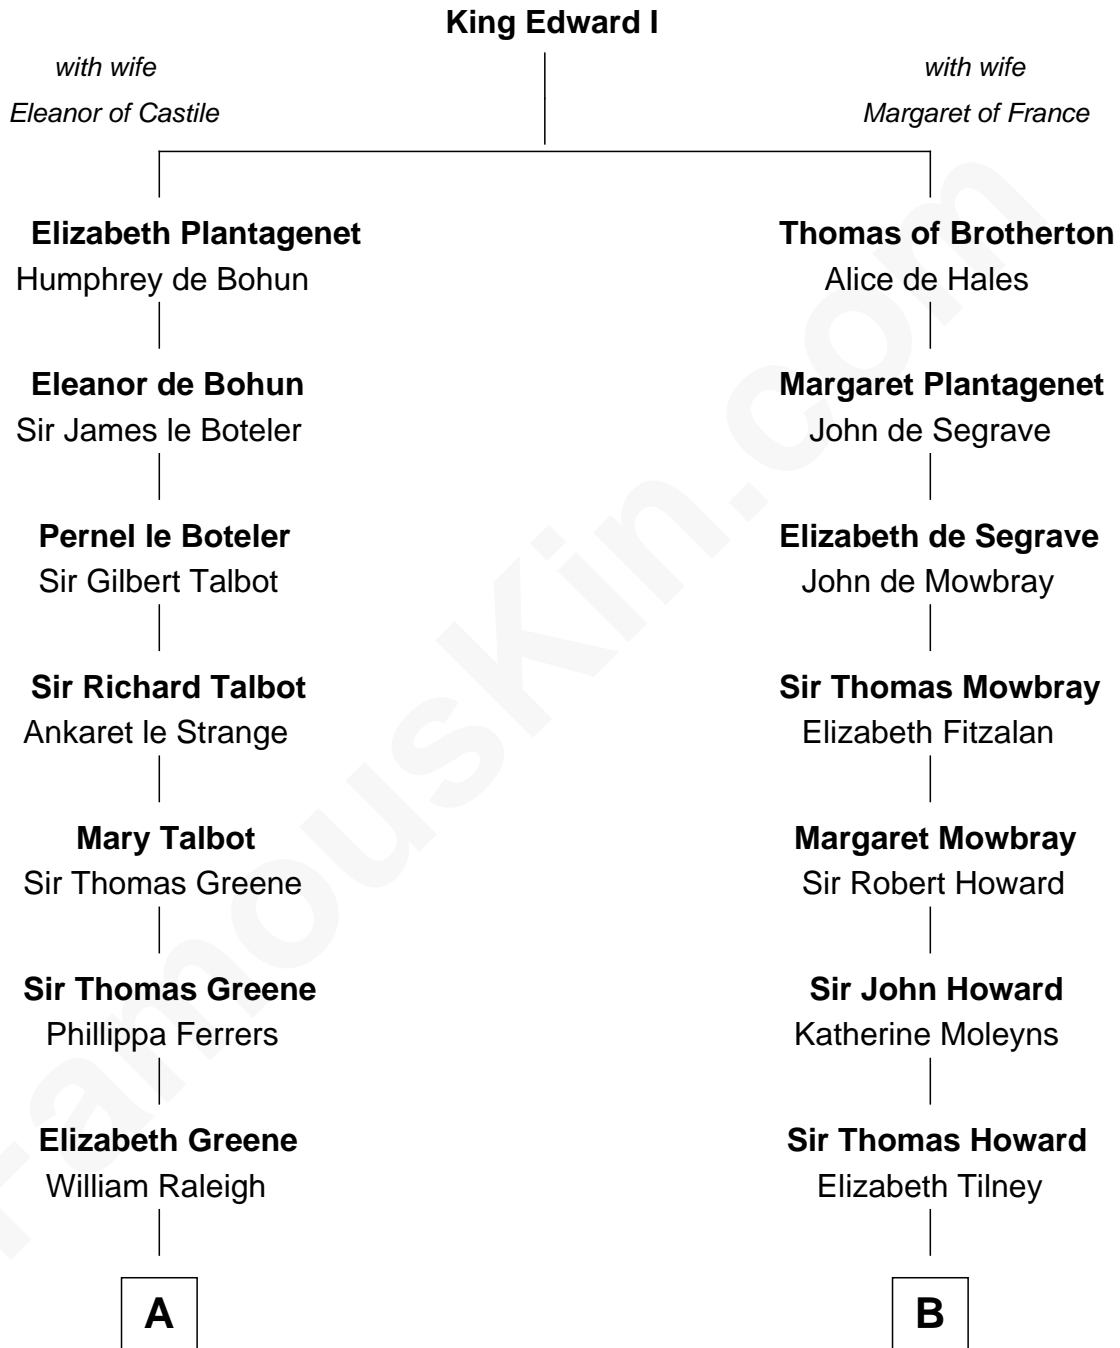 King Edward I
with wife
Eleanor of Castile
with wife
Margaret of France
Elizabeth Plantagenet
Humphrey de Bohun
Thomas of Brotherton
Alice de Hales
Eleanor de Bohun
Sir James le Boteler
Margaret Plantagenet
John de Segrave
Pernel le Boteler
Sir Gilbert Talbot
Elizabeth de Segrave
John de Mowbray
Sir Richard Talbot
Ankaret le Strange
Sir Thomas Mowbray
Elizabeth Fitzalan
Mary Talbot
Sir Thomas Greene
Margaret Mowbray
Sir Robert Howard
Sir Thomas Greene
Phillippa Ferrers
Sir John Howard
Katherine Moleyns
Elizabeth Greene
William Raleigh
Sir Thomas Howard
Elizabeth Tilney
A
B
FamousKin.com